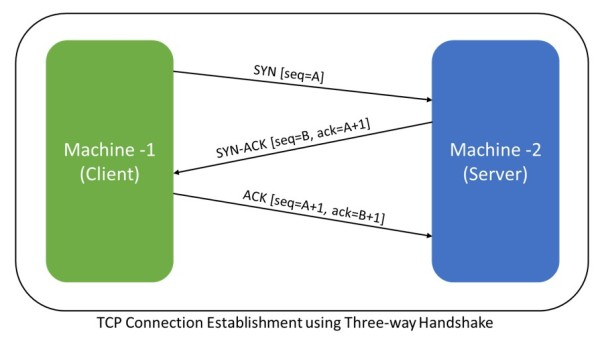 SYN [seq=A]
SYN-ACK [seq=B, ack=A+1]
Machine -1
(Client)
Machine -2
(Server)
ACK [seq=A+1, ack=B+1]
TCP Connection Establishment using Three-way Handshake